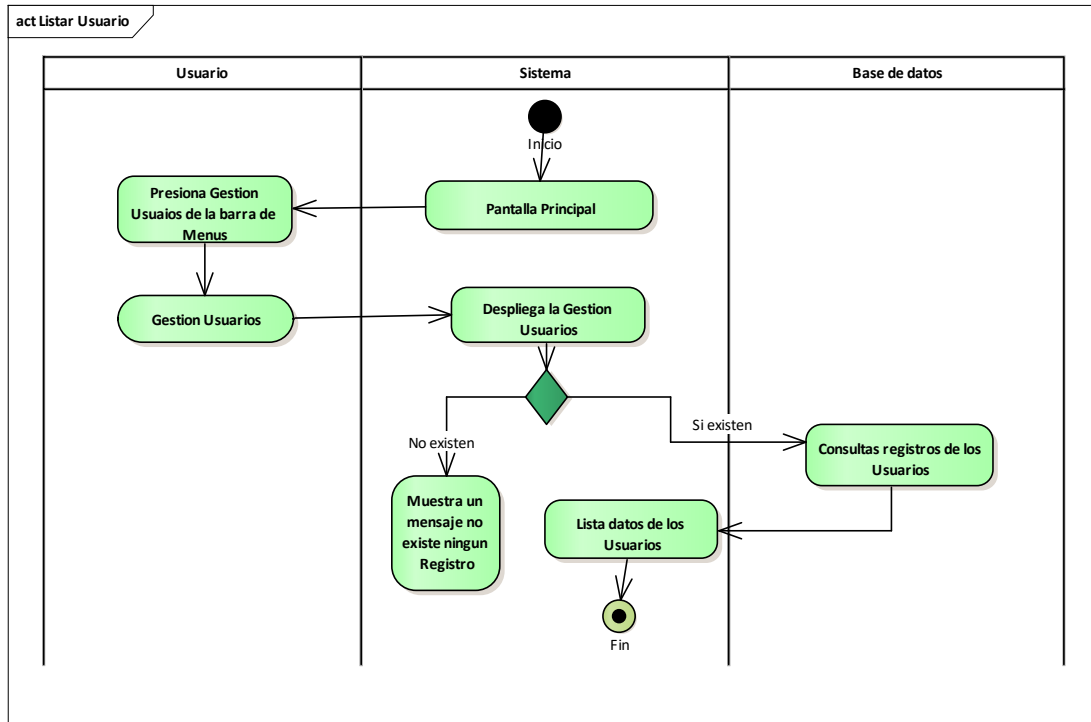 act Listar Usuario
Usuario
Sistema
Base de datos
Inicio
Presiona Gestion
Usuaios de la barra de
Menus
Pantalla Principal
Gestion Usuarios
Despliega la Gestion
Usuarios
No existen
Si existen
Consultas registros de los
Usuarios
Muestra un
mensaje no
existe ningun
Registro
Lista datos de los
Usuarios
Fin